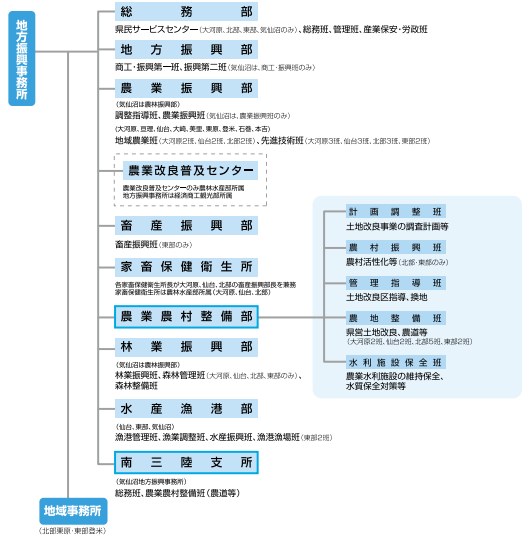 地方振興事務所
総務部
県民サービスセンター(大河原、北部、東部、気仙沼のみ)、総務班、管理班、産業保安・労政班
地方振興部
商工・振興第一班、振興第二班(気仙沼は、商工・振興班のみ)
農業振興部
(気仙沼は農林振興部)
調整指導班、農業振興班(気仙沼は、農業振興班のみ)
(大河原、亘理、仙台、大崎、美里、栗原、登米、石巻、本吉)
地域農業班(大河原2班、仙台2班、北部2班)、先進技術班(大河原3班、仙台3班、北部3班、東部2班)
農業改良普及センター
農業改良普及センターのみ農林水産部所属
地方振興事務所は経済商工観光部所属
畜産振興部
畜産振興班(東部のみ)
家畜保健衛生所
各家畜保健衛生所長が大河原、仙台、北部の畜産振興部長を兼務
家畜保健衛生所は農林水産部所属(大河原、仙台、北部)
農業農村整備部
林業振興部
(気仙沼は農林振興部)
林業振興班、森林管理班(大河原、仙台、北部、東部のみ)、
森林整備班
水産漁港部
(仙台、東部、気仙沼)
漁港管理班、漁業調整班、水産振興班、漁港漁場班(東部2班)
南三陸支所
(気仙沼地方振興事務所)
総務班、農業農村整備班(農道等)
計画調整班
土地改良事業の調査計画等
農村振興班
農村活性化等(北部・東部のみ)
管理指導班
土地改良区指導、換地
農地整備班
県営土地改良、農道等
(大河原2班、仙台2班、北部5班、東部2班)
水利施設保全班
農業水利施設の維持保全、
水質保全対策等
地域事務所
(北部栗原・東部登米)